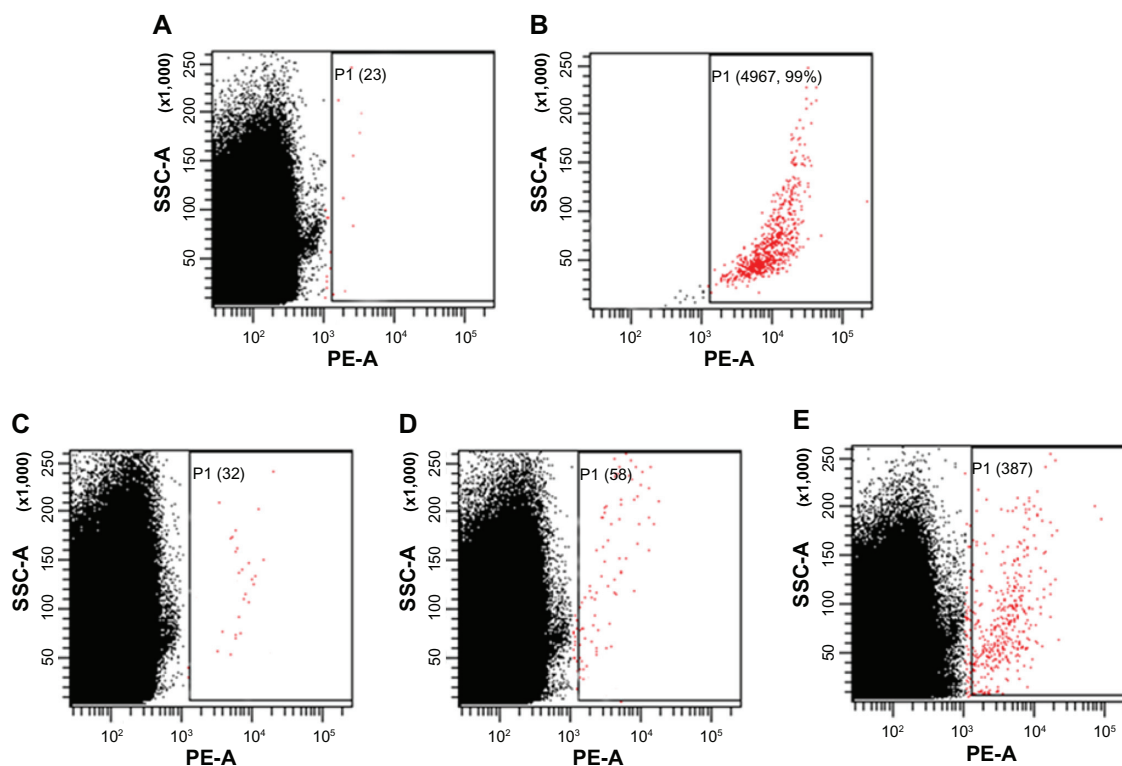 A
(x1,000)
250
200
150
100
50
SSC-A
P1 (23)
10²
10³
10⁴
10⁵
PE-A
B
(x1,000)
250
200
150
100
50
SSC-A
P1 (4967, 99%)
10²
10³
10⁴
10⁵
PE-A
C
(x1,000)
250
200
150
100
50
SSC-A
P1 (32)
10²
10³
10⁴
10⁵
PE-A
D
(x1,000)
250
200
150
100
50
SSC-A
P1 (58)
10²
10³
10⁴
10⁵
PE-A
E
(x1,000)
250
200
150
100
50
SSC-A
P1 (387)
10²
10³
10⁴
10⁵
PE-A